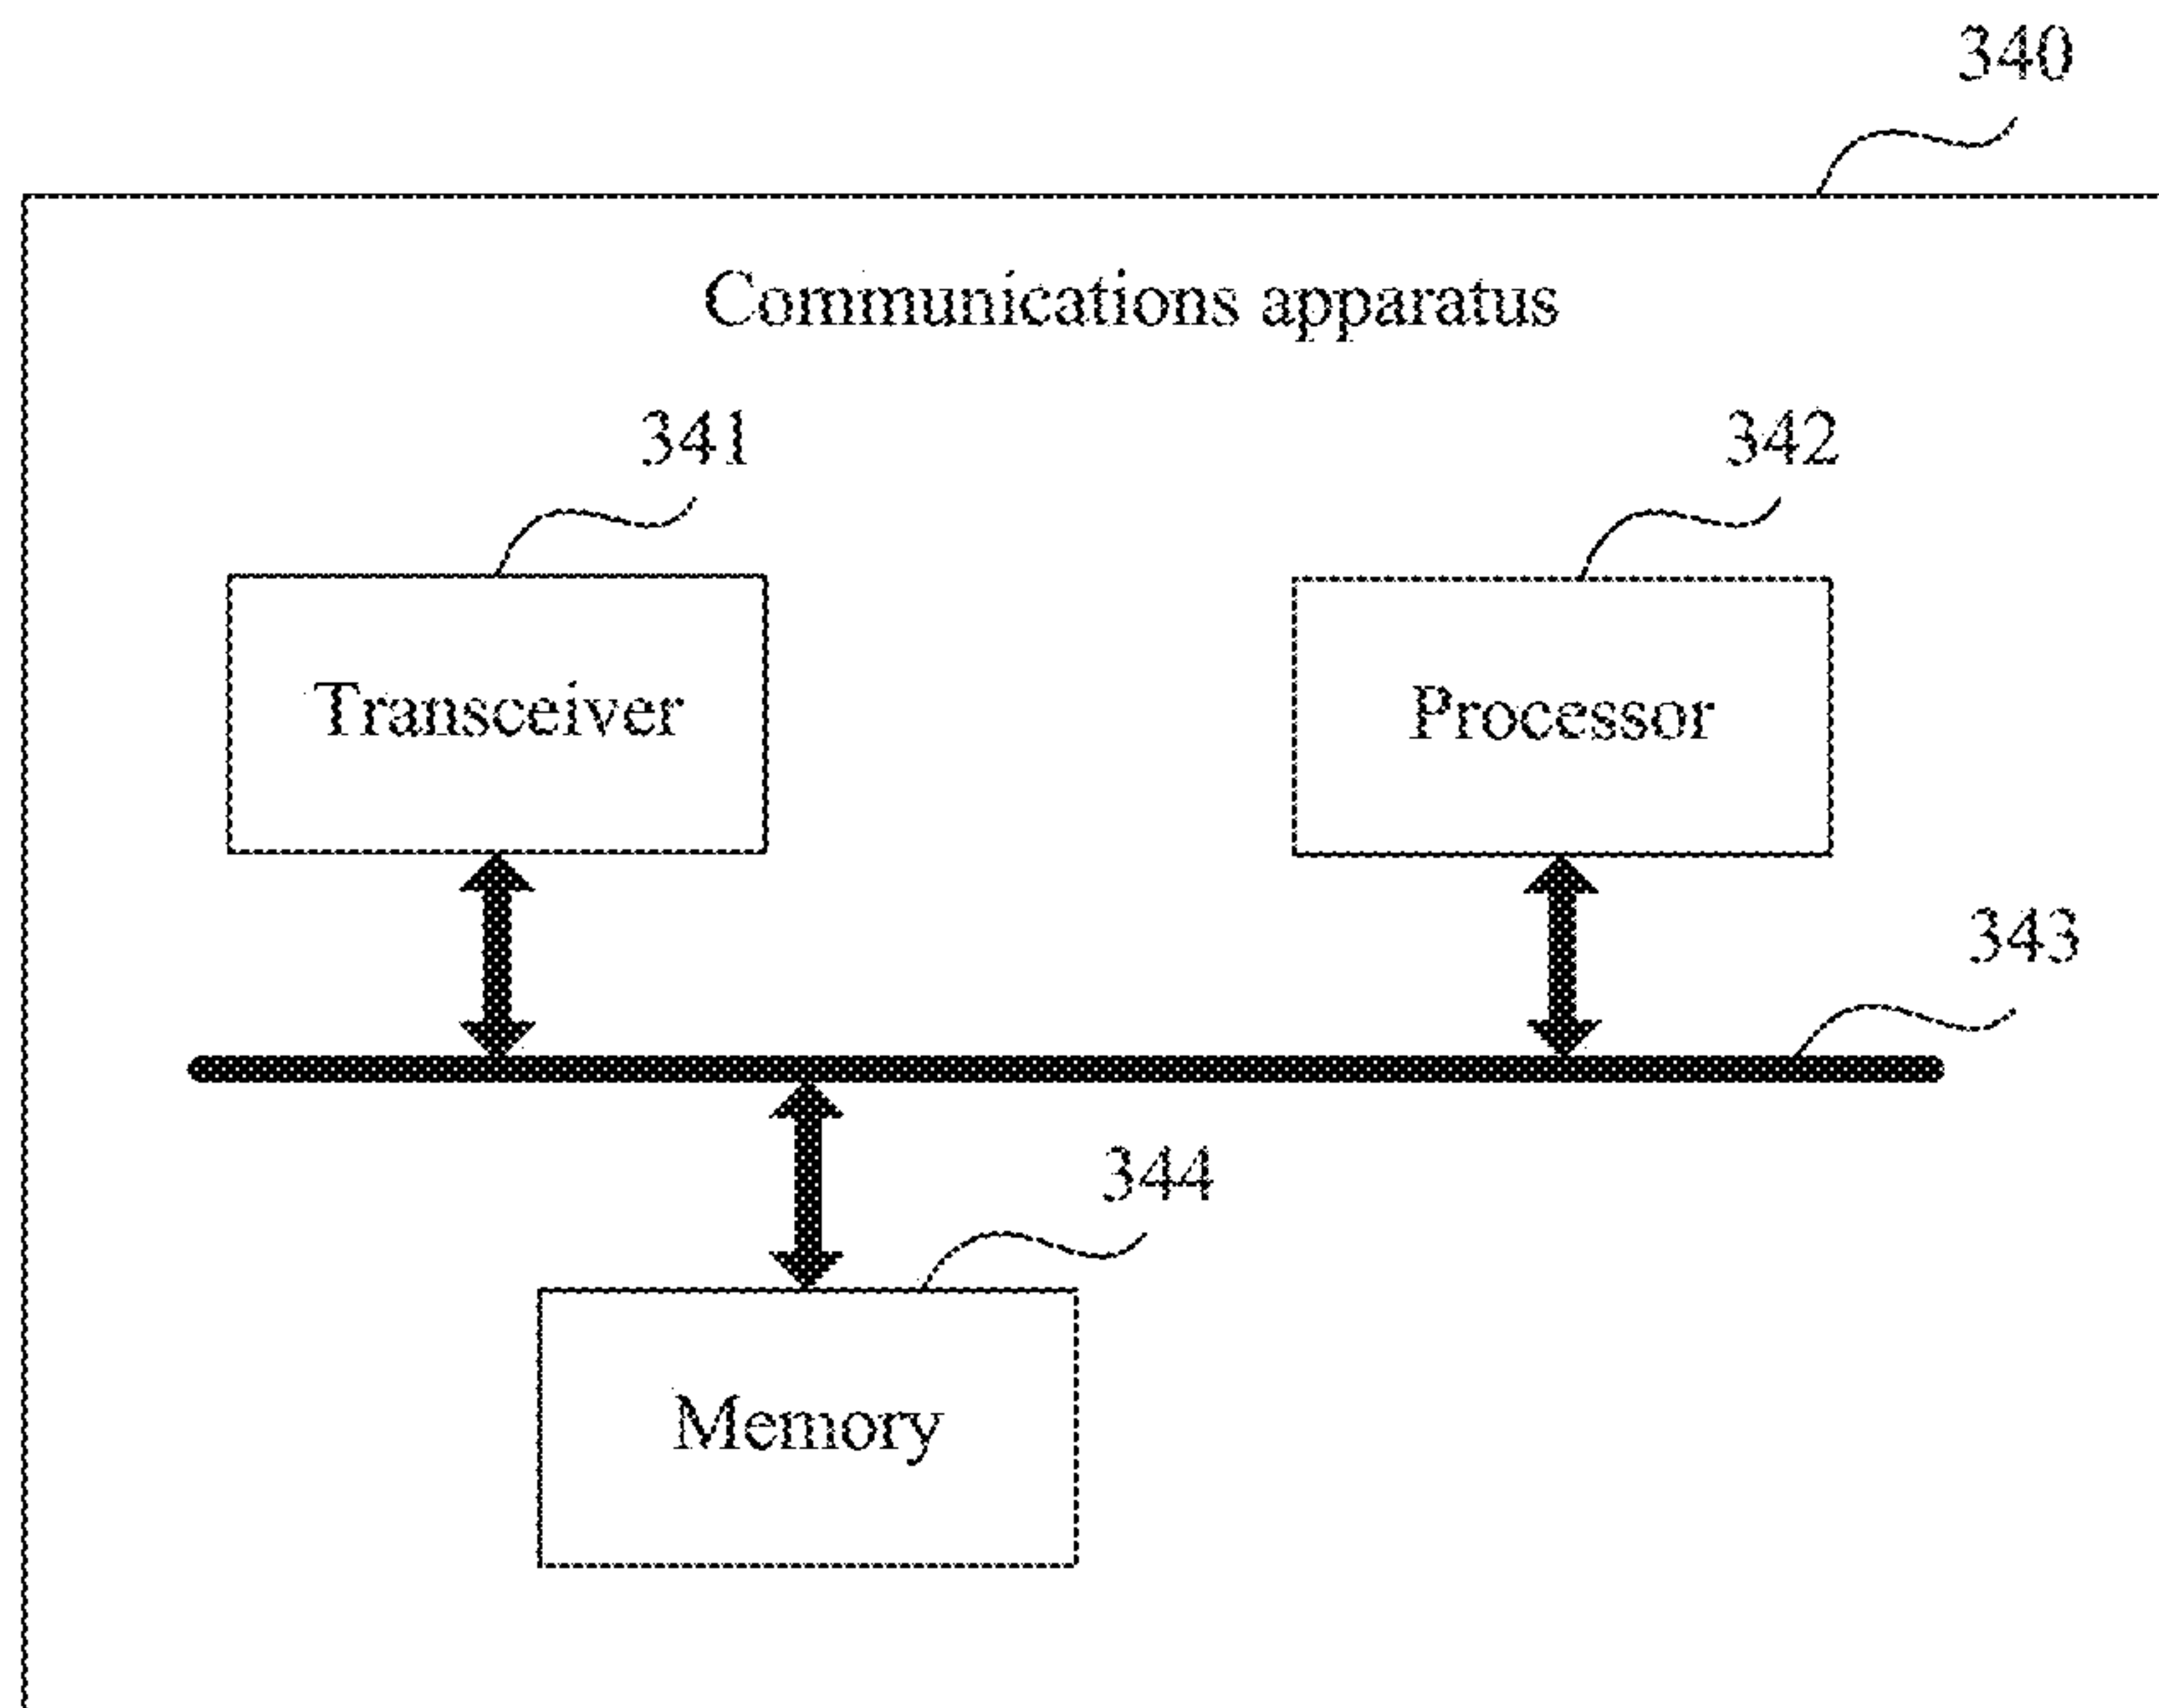 340
Communications apparatus
341
342
Transceiver
Processor
343
344
Memory